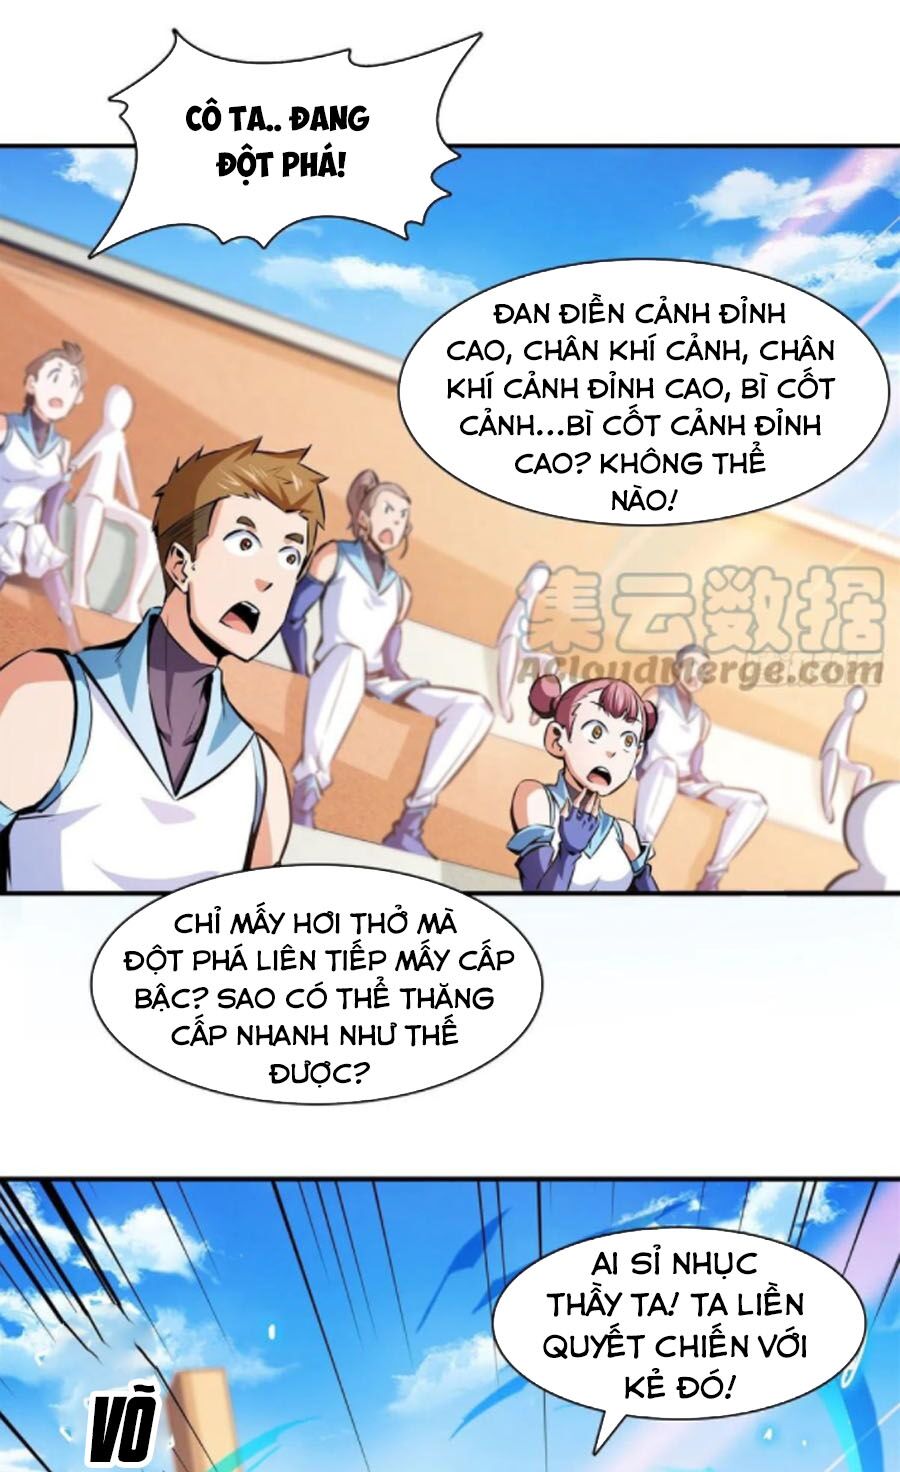 CÔ TA.. ĐANG
ĐỘT PHÁ!
ĐAN ĐIỀN CẢNH ĐỈNH
CAO, CHÂN KHÍ CẢNH, CHÂN
KHÍ CẢNH ĐỈNH CAO, BÌ CỐT
CẢNH...BÌ CỐT CẢNH ĐỈNH
CAO? KHÔNG THỂ
NÀO!
集云数据
ACloudMerge.com
CHỈ MẤY HƠI THỞ MÀ
ĐỘT PHÁ LIÊN TIẾP MẤY CẤP
BẬC? SAO CÓ THỂ THĂNG
CẤP NHANH NHƯ THẾ
ĐƯỢC?
AI SỈ NHỤC
THẦY TA! TA LIỀN
QUYẾT CHIẾN VỚI
KẺ ĐÓ!
VÕ